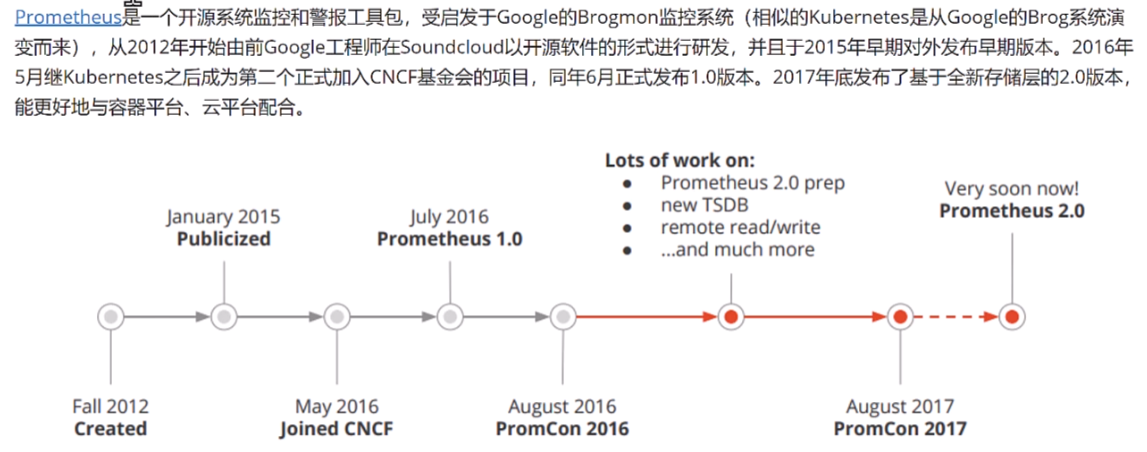 Prometheus是一个开源系统监控和警报工具包，受启发于Google的Brogmon监控系统（相似的Kubernetes是从Google的Brog系统演
变而来），从2012年开始由前Google工程师在Soundcloud以开源软件的形式进行研发，并且于2015年早期对外发布早期版本。2016年
5月继Kubernetes之后成为第二个正式加入CNCF基金会的项目，同年6月正式发布1.0版本。2017年底发布了基于全新存储层的2.0版本，
能更好地与容器平台、云平台配合。
Lots of work on:
● Prometheus 2.0 prep
● new TSDB
● remote read/write
● ...and much more
January 2015
Publicized
July 2016
Prometheus 1.0
Very soon now!
Prometheus 2.0
Fall 2012
Created
May 2016
Joined CNCF
August 2016
PromCon 2016
August 2017
PromCon 2017